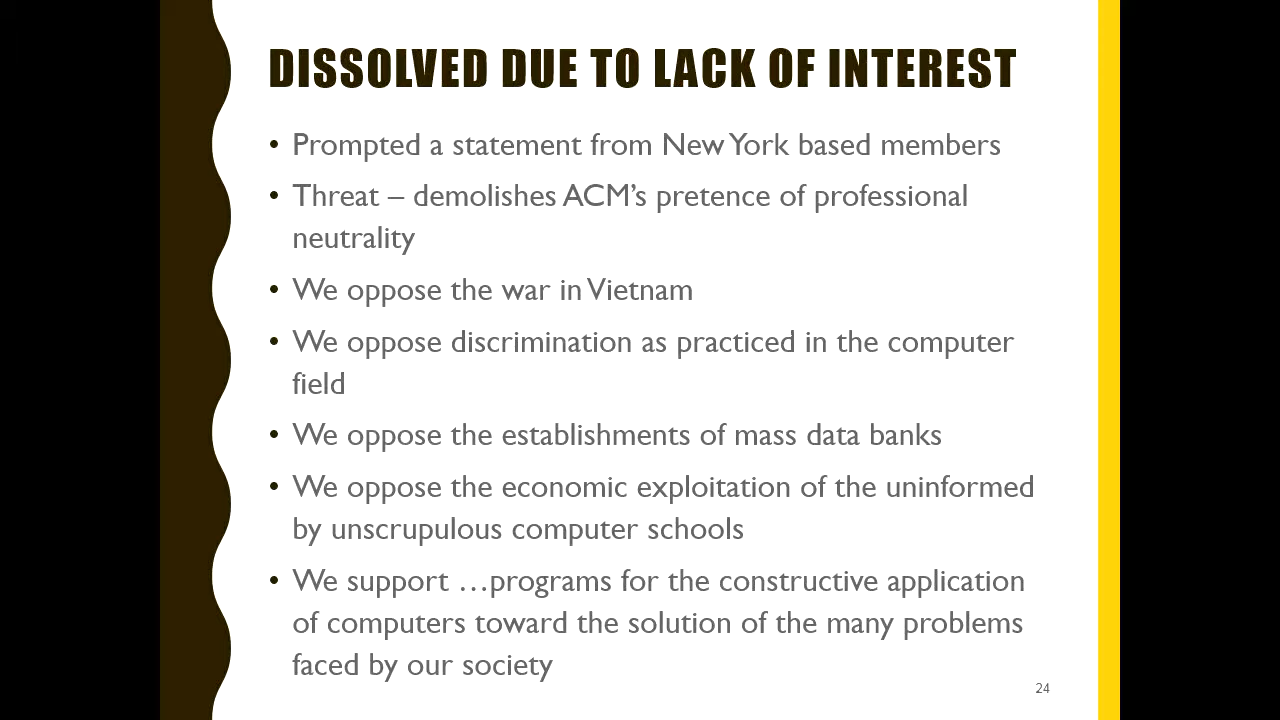 DISSOLVED DUE TO LACK OF INTEREST
• Prompted a statement from New York based members
• Threat – demolishes ACM's pretence of professional
neutrality
• We oppose the war in Vietnam
• We oppose discrimination as practiced in the computer
field
• We oppose the establishments of mass data banks
• We oppose the economic exploitation of the uninformed
by unscrupulous computer schools
• We support …programs for the constructive application
of computers toward the solution of the many problems
faced by our society
24